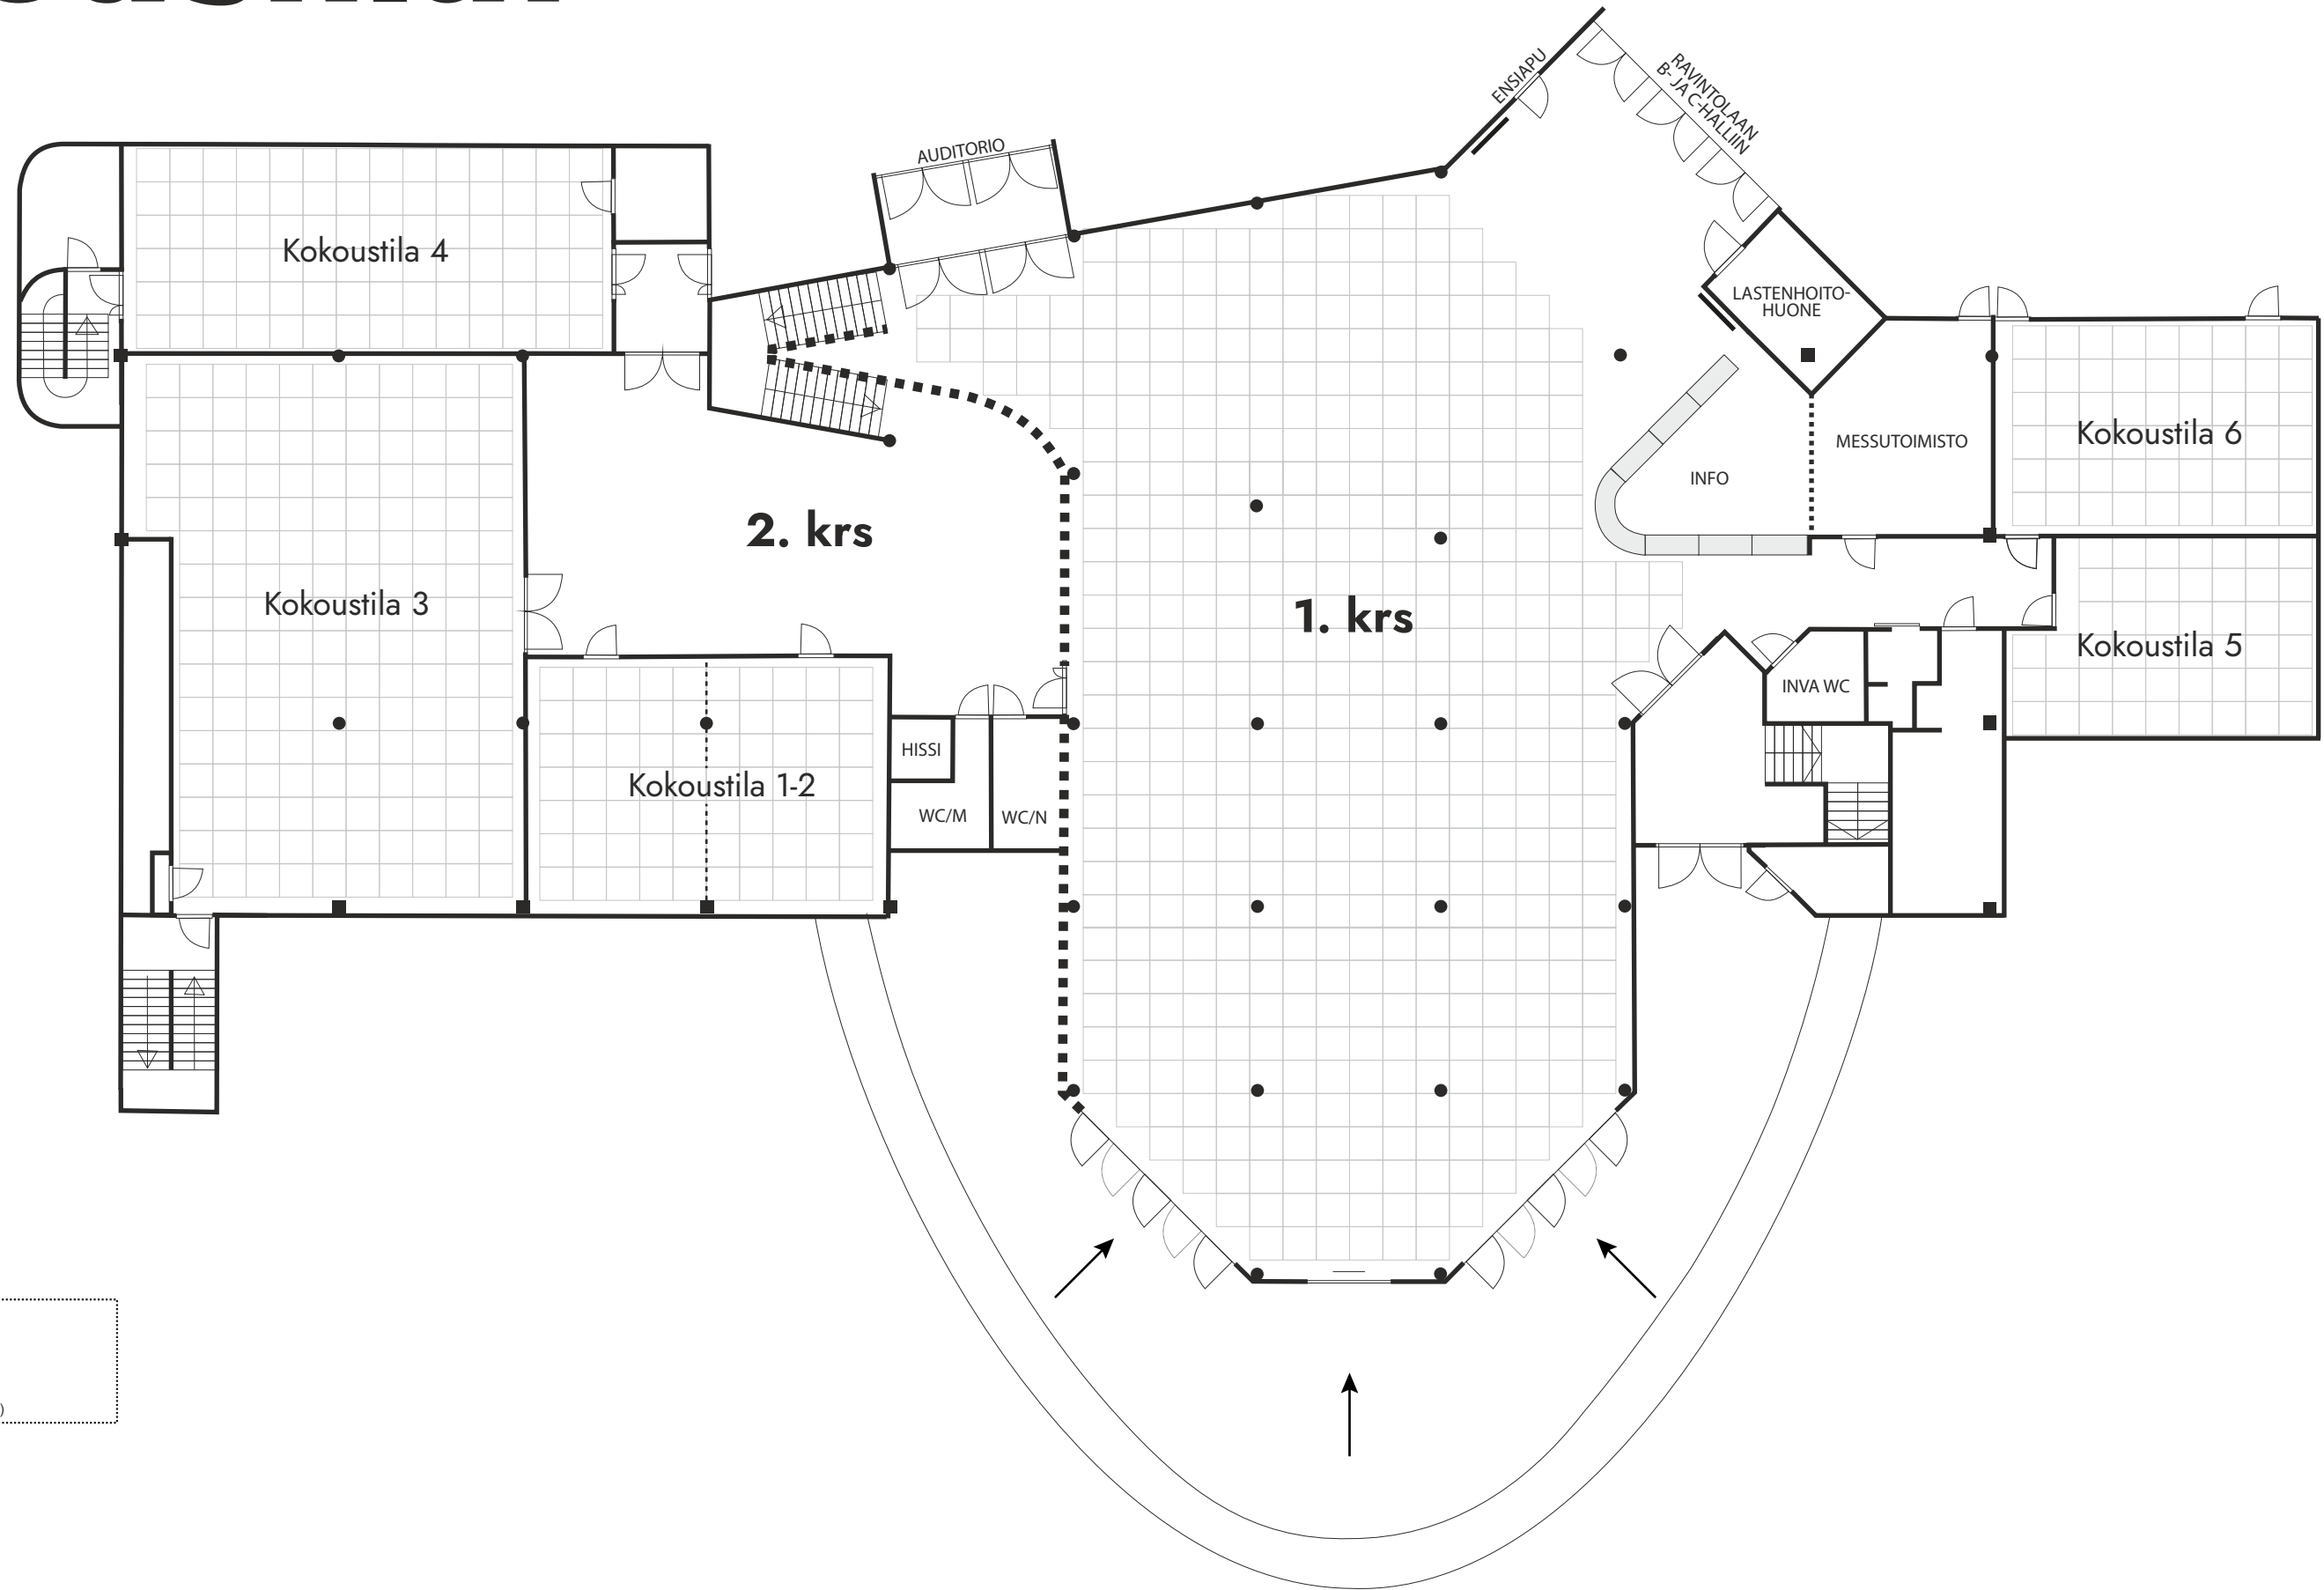 ENSIAPU
RAVINTOLAAN
B- JA C-HALLIIN
AUDITORIO
Kokoustila 4
LASTENHOITO-
HUONE
MESSUTOIMISTO
Kokoustila 6
INFO
2. krs
1. krs
Kokoustila 3
Kokoustila 5
INVA WC
HISSI
Kokoustila 1-2
WC/M
WC/N
)